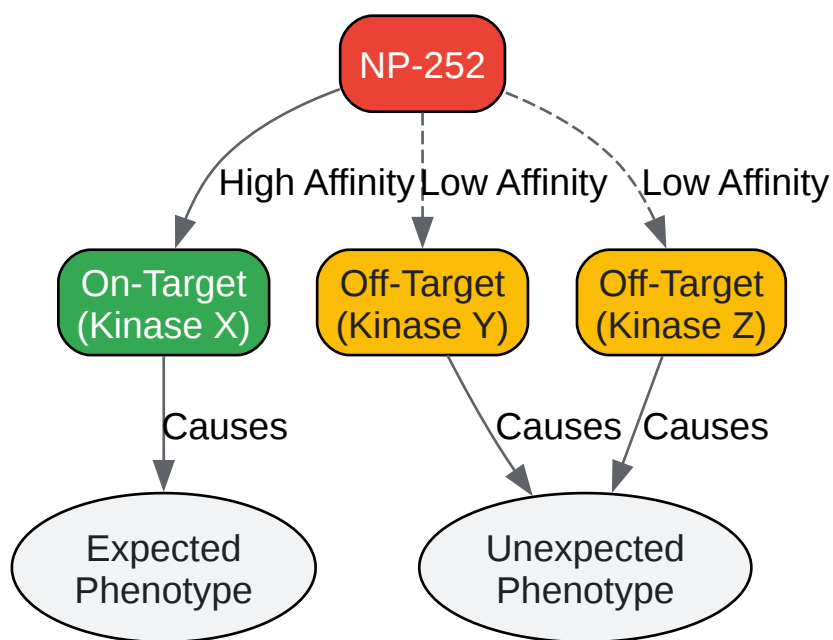 NP-252
High Affinity
Low Affinity
Low Affinity
On-Target
(Kinase X)
Off-Target
(Kinase Y)
Off-Target
(Kinase Z)
Causes
Causes
Causes
Expected
Phenotype
Unexpected
Phenotype